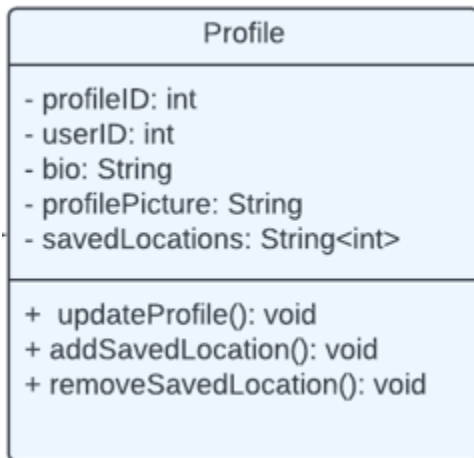 Profile
- profileID: int
- userID: int
- bio: String
- profilePicture: String
- savedLocations: String<int>
+ updateProfile(): void
+ addSavedLocation(): void
+ removeSavedLocation(): void